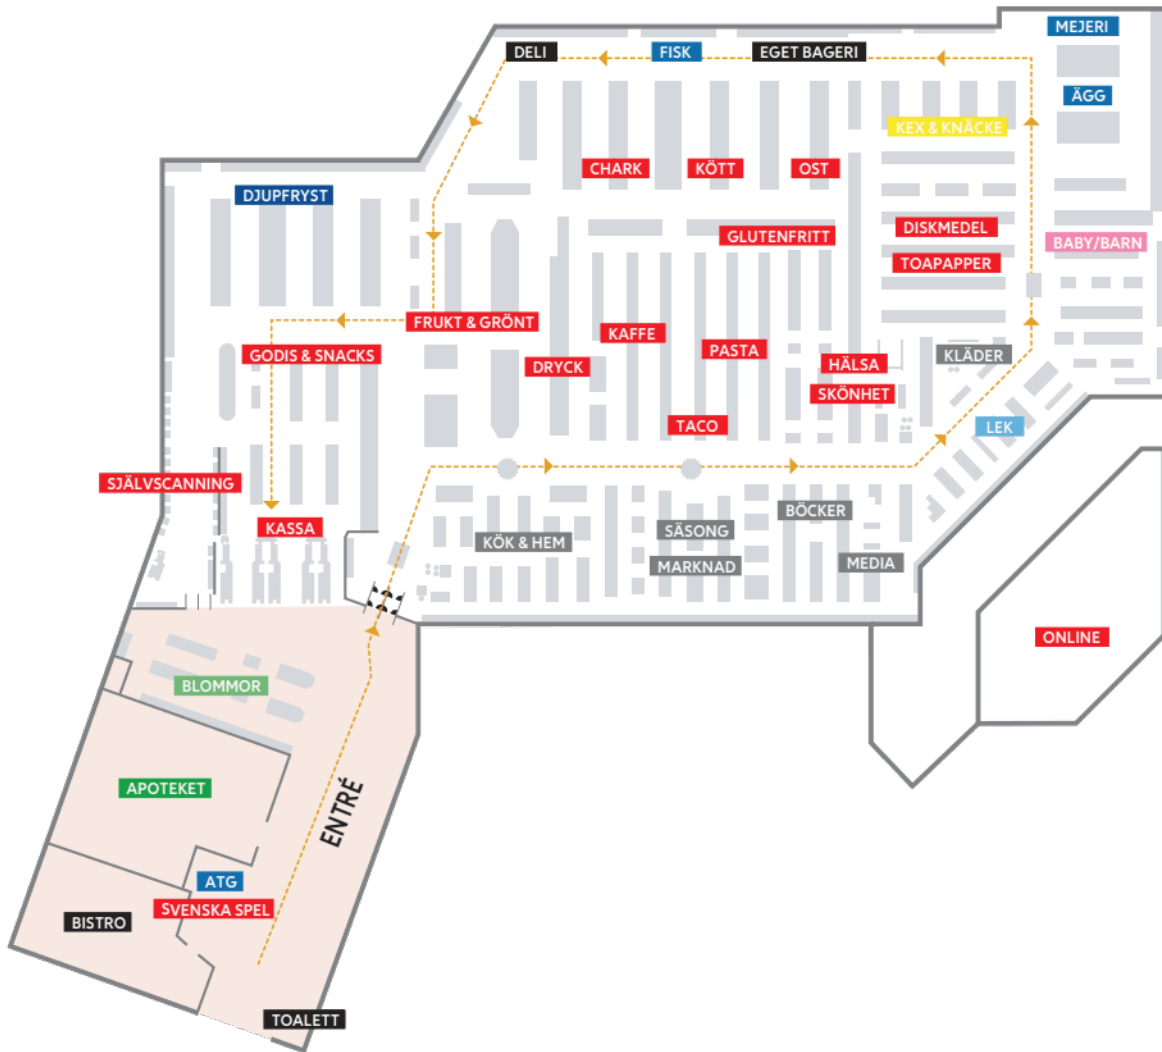 MEJERI
DELI
FISK
EGET BAGERI
ÄGG
KEX & KNÄCKE
CHARK
KÖTT
OST
DJUPFRYST
DISKMEDEL
GLUTENFRITT
BABY/BARN
TOAPAPPER
FRUKT & GRÖNT
KAFFE
PASTA
GODIS & SNACKS
KLÄDER
DRYCK
HÄLSA
SKÖNHET
TACO
LEK
SJÄLVSCANNING
BÖCKER
KASSA
SÄSONG
KÖK & HEM
MARKNAD
MEDIA
ONLINE
BLOMMOR
APOTEKET
ENTRÉ
ATG
SVENSKA SPEL
BISTRO
TOALETT